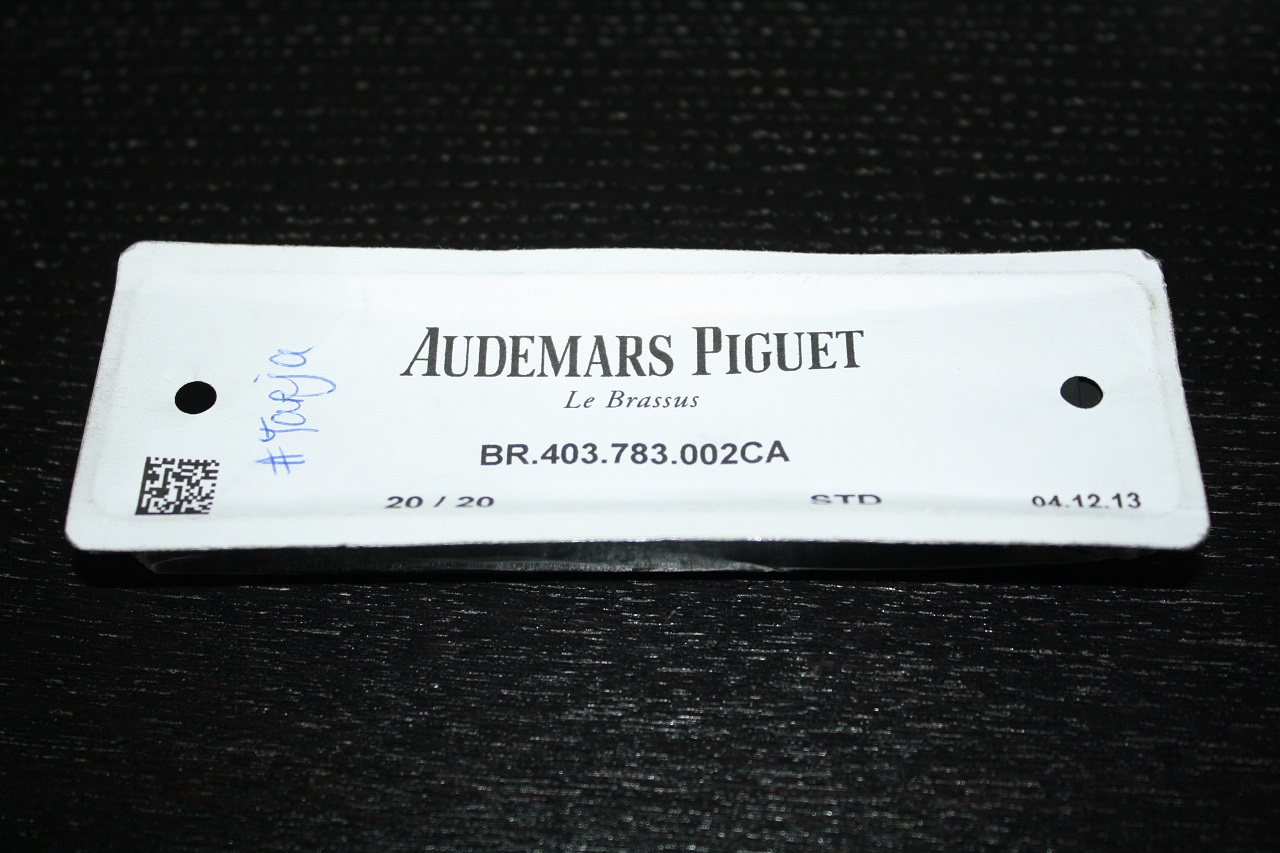 AUDEMARS PIGUET
Le Brassus
BR.403.783.002CA
20 / 20 STD 04.12.13
#Tarja